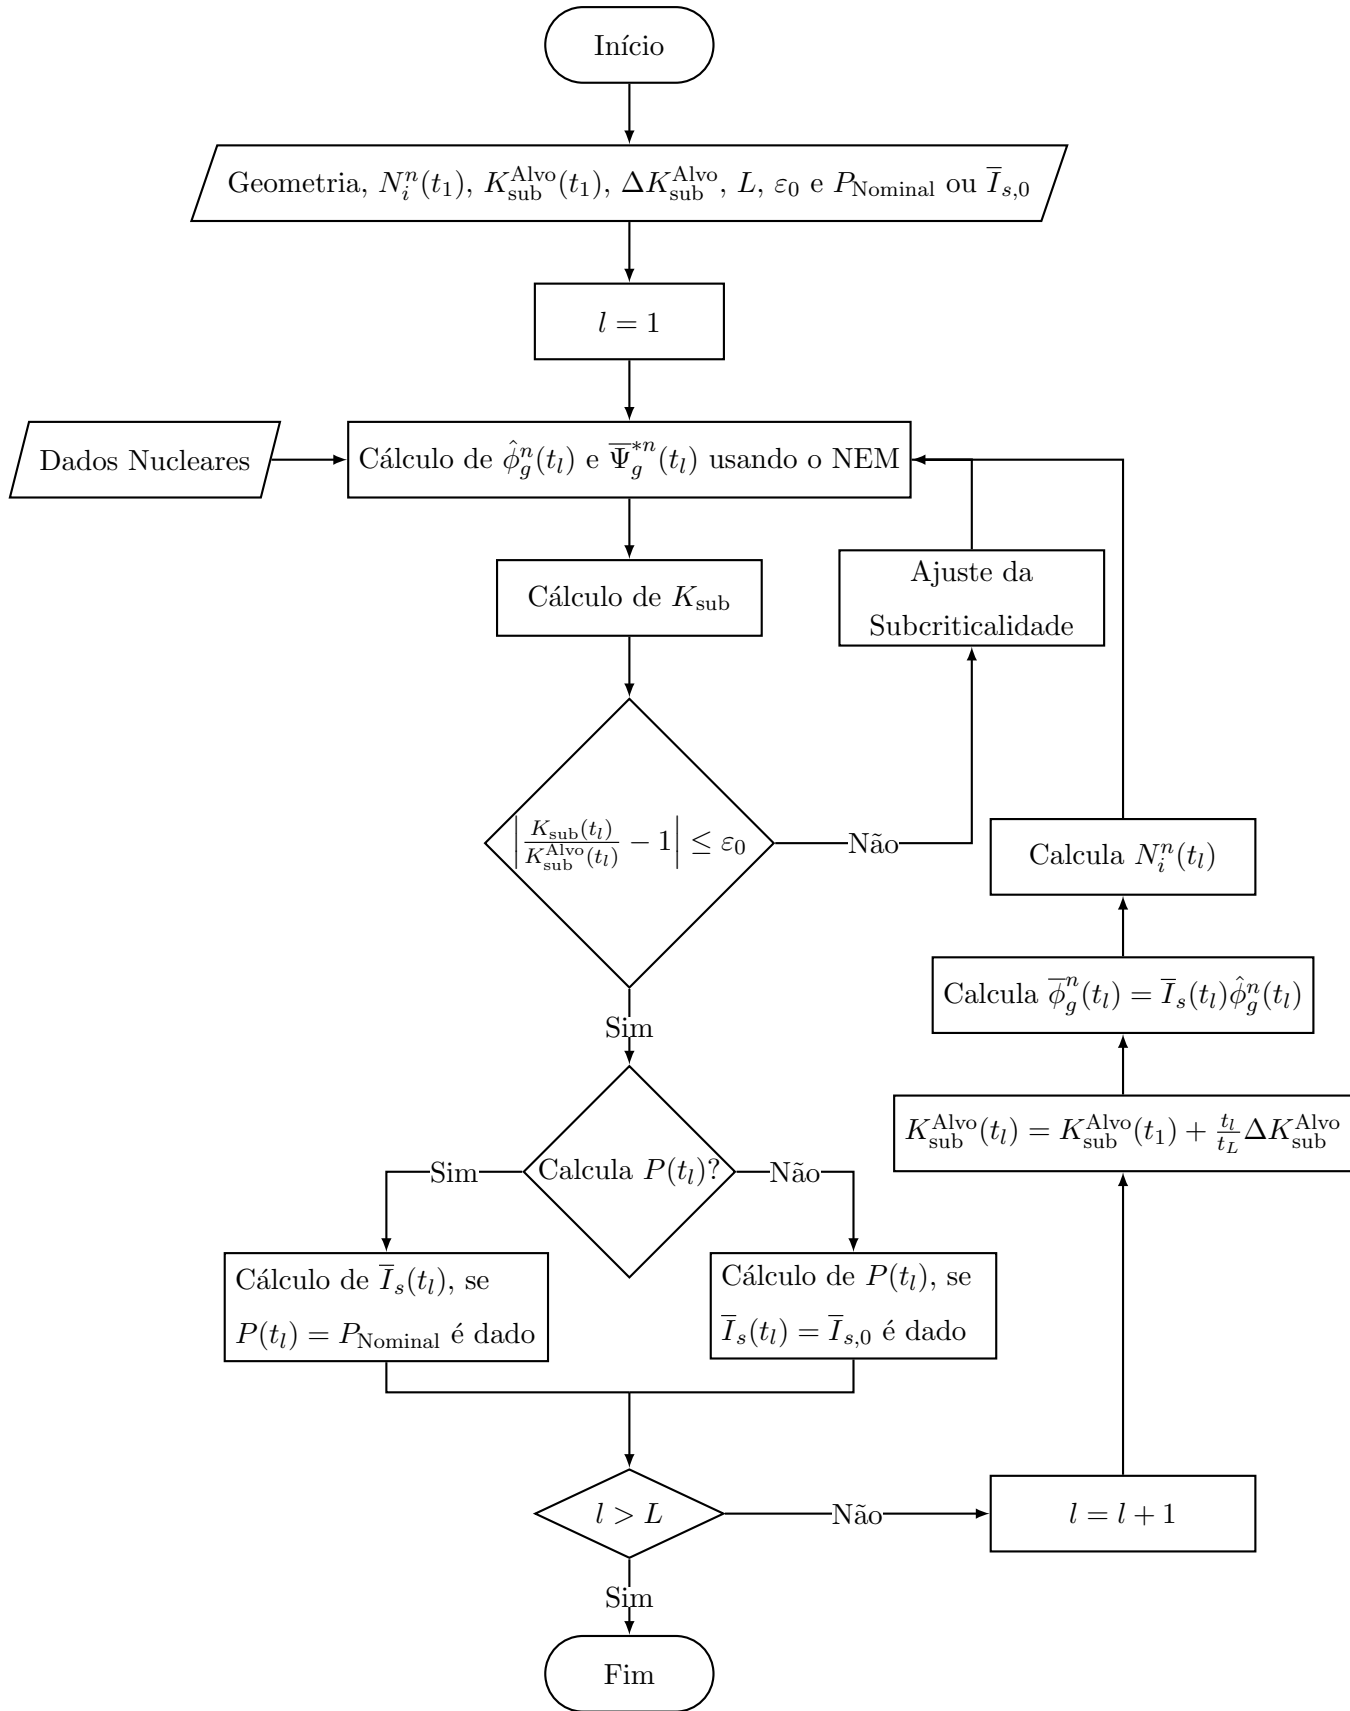 Início
Geometria, $N_i^n(t_1)$, $K_{\text{sub}}^{\text{Alvo}}(t_1)$, $\Delta K_{\text{sub}}^{\text{Alvo}}$, $L$, $\varepsilon_0$ e $P_{\text{Nominal}}$ ou $\overline{I}_{s,0}$
$l = 1$
Dados Nucleares
Cálculo de $\hat{\phi}_g^n(t_l)$ e $\overline{\Psi}_g^{*n}(t_l)$ usando o NEM
Cálculo de $K_{\text{sub}}$
Ajuste da
Subcriticalidade
$\left|\frac{K_{\text{sub}}(t_l)}{K_{\text{sub}}^{\text{Alvo}}(t_l)} - 1\right| \leq \varepsilon_0$
Não
Calcula $N_i^n(t_l)$
Calcula $\overline{\phi}_g^n(t_l) = \overline{I}_s(t_l)\hat{\phi}_g^n(t_l)$
Sim
$K_{\text{sub}}^{\text{Alvo}}(t_l) = K_{\text{sub}}^{\text{Alvo}}(t_1) + \frac{t_l}{t_L}\Delta K_{\text{sub}}^{\text{Alvo}}$
Sim
Calcula $P(t_l)$?
Não
Cálculo de $\overline{I}_s(t_l)$, se
$P(t_l) = P_{\text{Nominal}}$ é dado
Cálculo de $P(t_l)$, se
$\overline{I}_s(t_l) = \overline{I}_{s,0}$ é dado
$l > L$
Não
$l = l + 1$
Sim
Fim